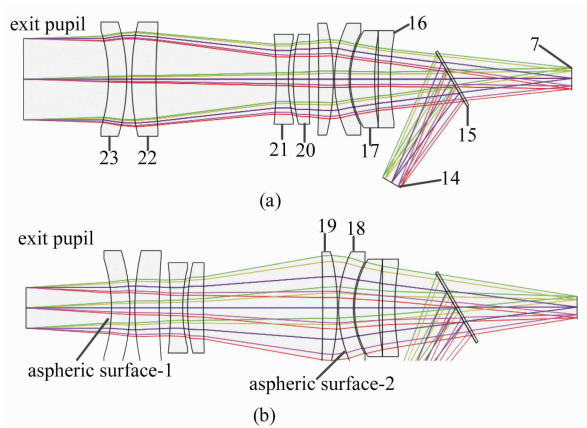 exit pupil
16
7
23
22
21
20
17
15
14
(a)
exit pupil
19
18
aspheric surface-1
aspheric surface-2
(b)